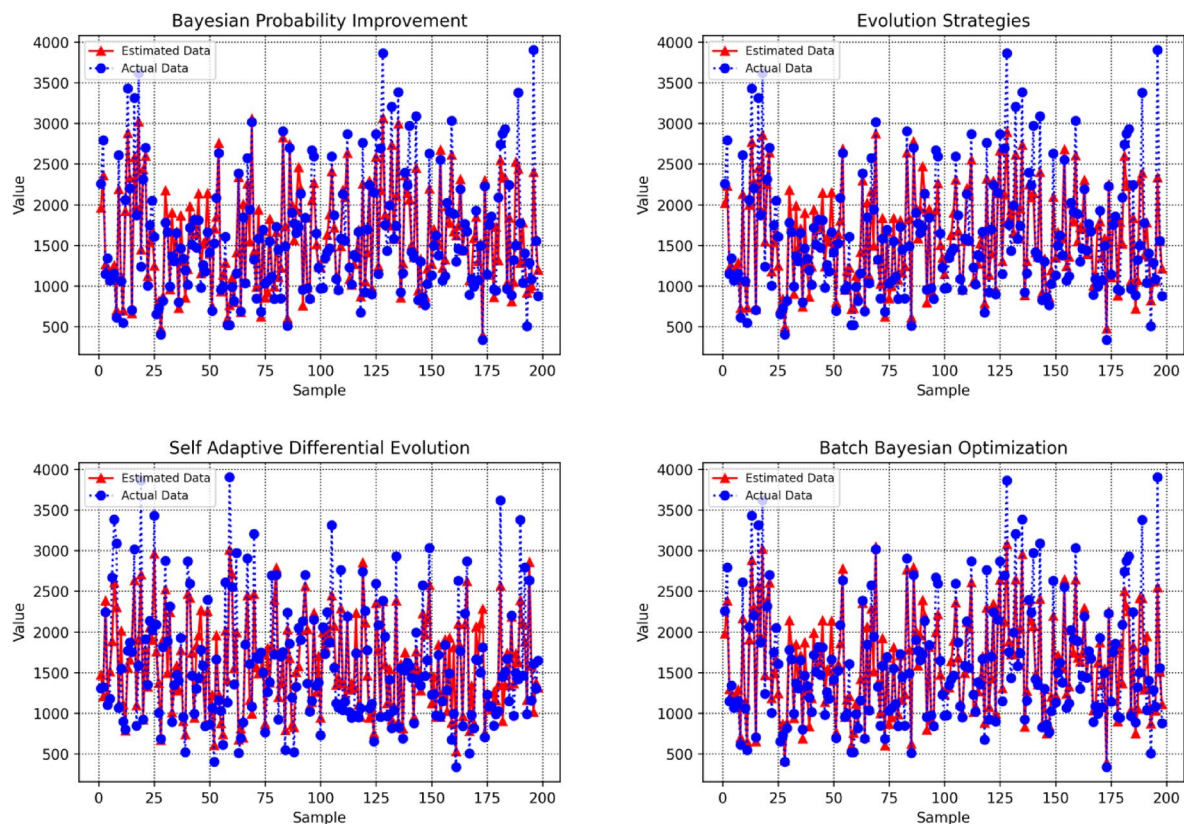 Bayesian Probability Improvement
Estimated Data
Actual Data
4000
3500
3000
2500
2000
1500
1000
500
Value
0 25 50 75 100 125 150 175 200
Sample
Evolution Strategies
Estimated Data
Actual Data
4000
3500
3000
2500
2000
1500
1000
500
Value
0 25 50 75 100 125 150 175 200
Sample
Self Adaptive Differential Evolution
Estimated Data
Actual Data
4000
3500
3000
2500
2000
1500
1000
500
Value
0 25 50 75 100 125 150 175 200
Sample
Batch Bayesian Optimization
Estimated Data
Actual Data
4000
3500
3000
2500
2000
1500
1000
500
Value
0 25 50 75 100 125 150 175 200
Sample